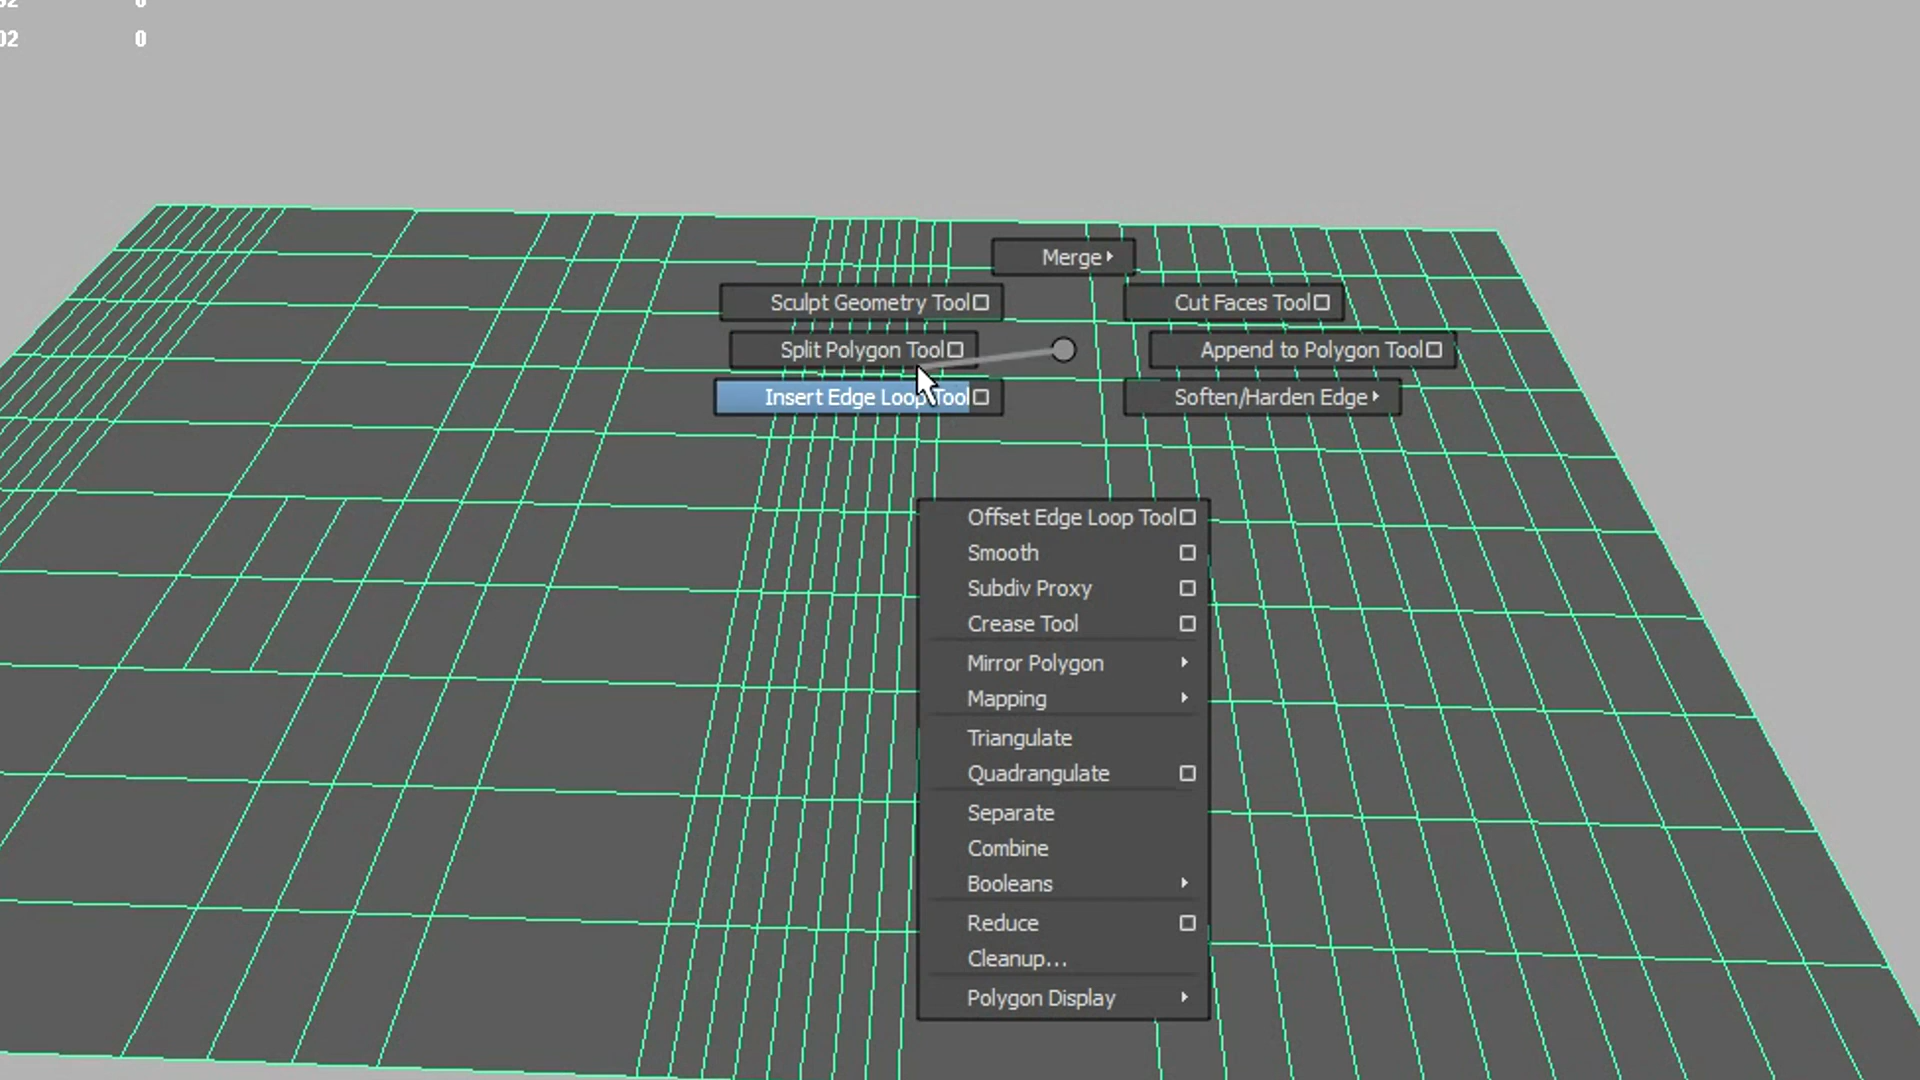 0
02 0
Merge
Sculpt Geometry Tool
Cut Faces Tool
Split Polygon Tool
Append to Polygon Tool
Insert Edge Loop Tool
Soften/Harden Edge
Offset Edge Loop Tool
Smooth
Subdiv Proxy
Crease Tool
Mirror Polygon
Mapping
Triangulate
Quadrangulate
Separate
Combine
Booleans
Reduce
Cleanup...
Polygon Display